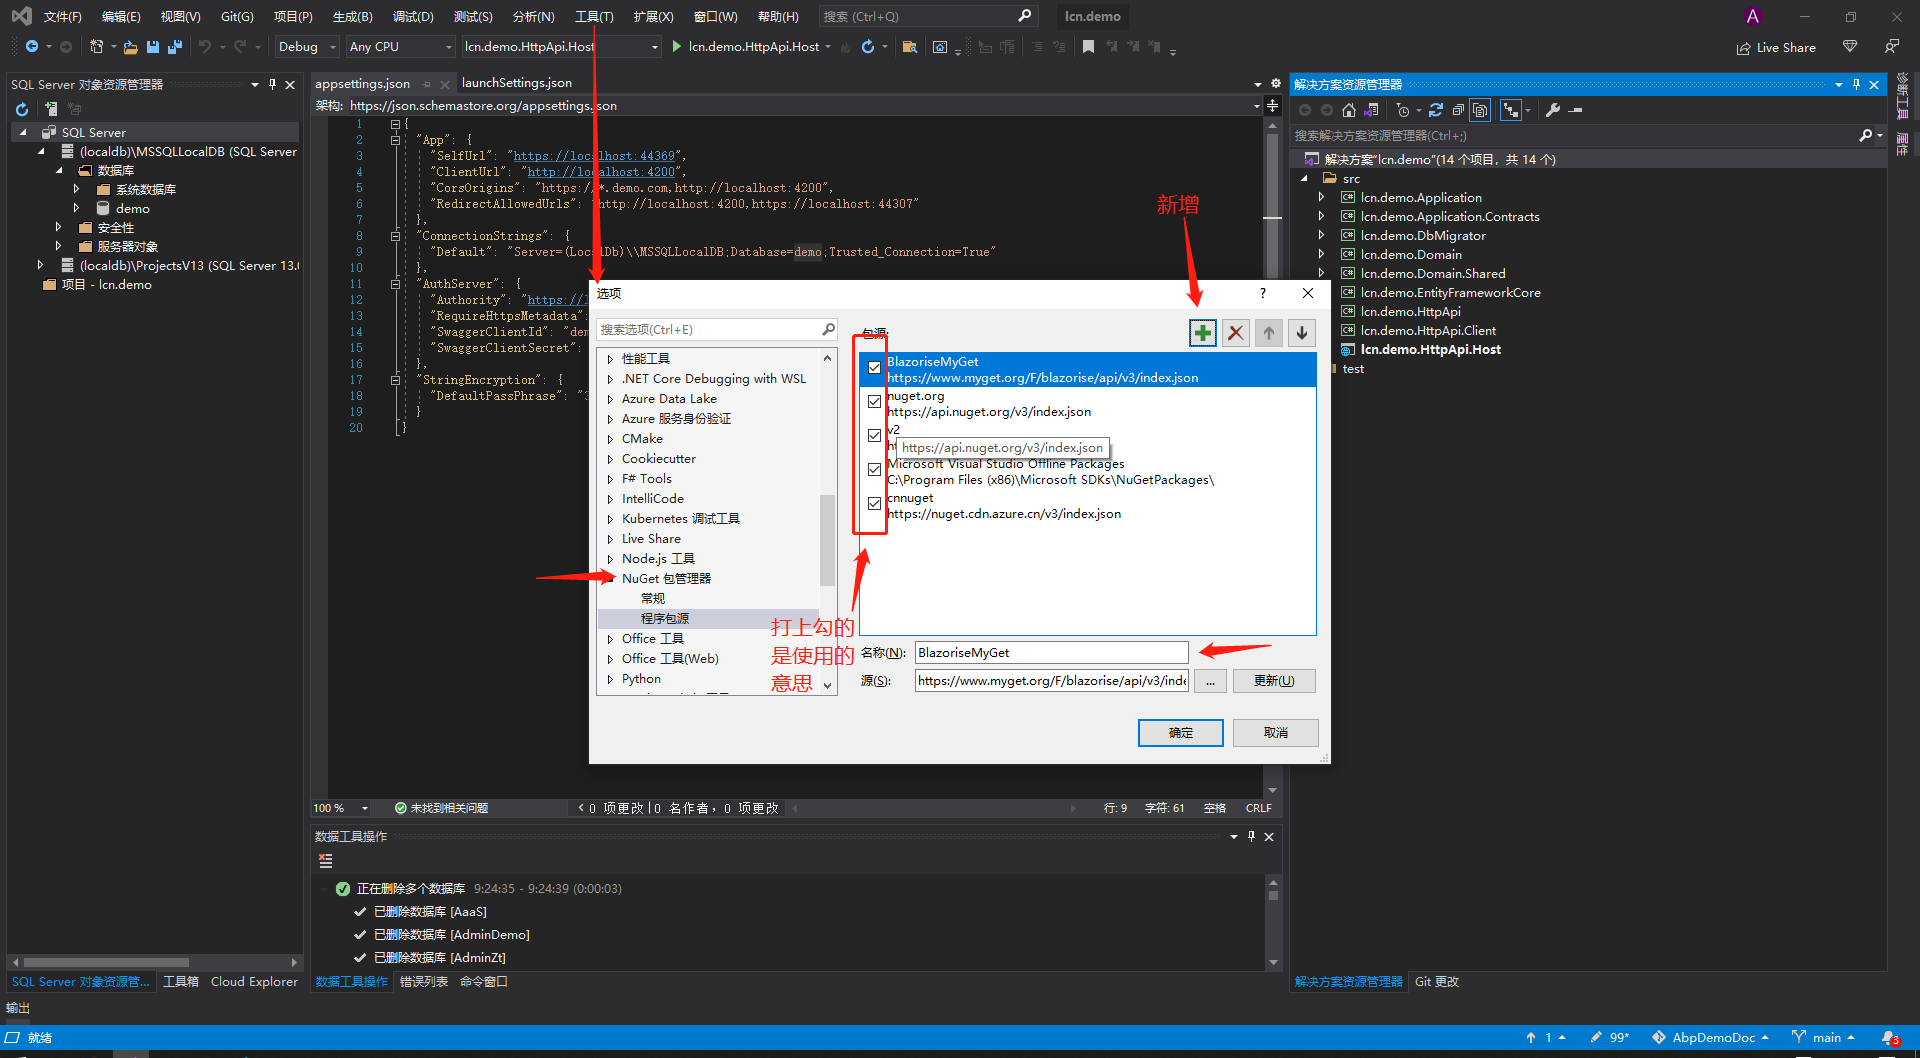 文件(F) 编辑(E) 视图(V) Git(G) 项目(P) 生成(B) 调试(D) 测试(S) 分析(N) 工具(T) 扩展(X) 窗口(W) 帮助(H) 搜索 (Ctrl+Q) lcn.demo A
Debug Any CPU lcn.demo.HttpApi.Host lcn.demo.HttpApi.Host Live Share
SQL Server 对象资源管理器
SQL Server
(localdb)\MSSQLLocalDB (SQL Server
数据库
系统数据库
demo
安全性
服务器对象
(localdb)\ProjectsV13 (SQL Server 13.
项目 - lcn.demo
SQL Server 对象资源管... 工具箱 Cloud Explorer
appsettings.json launchSettings.json
架构: https://json.schemastore.org/appsettings.json
1 {
2 "App": {
3 "SelfUrl": "https://localhost:44369",
4 "ClientUrl": "http://localhost:4200",
5 "CorsOrigins": "https://*.demo.com,http://localhost:4200",
6 "RedirectAllowedUrls": "http://localhost:4200,https://localhost:44307"
7 },
8 "ConnectionStrings": {
9 "Default": "Server=(LocalDb)\\MSSQLLocalDB;Database=demo;Trusted_Connection=True"
10 },
11 "AuthServer": {
12 "Authority": "https://l
13 "RequireHttpsMetadata":
14 "SwaggerClientId": "de
15 "SwaggerClientSecret":
16 },
17 "StringEncryption": {
18 "DefaultPassPhrase": "
19 }
20 }
新增
选项 ?
搜索选项(Ctrl+E)
性能工具
.NET Core Debugging with WSL
Azure Data Lake
Azure 服务身份验证
CMake
Cookiecutter
F# Tools
IntelliCode
Kubernetes 调试工具
Live Share
Node.js 工具
NuGet 包管理器
常规
程序包源
Office 工具
Office 工具(Web)
Python
包源:
BlazoriseMyGet
https://www.myget.org/F/blazorise/api/v3/index.json
nuget.org
https://api.nuget.org/v3/index.json
v2
https://api.nuget.org/v3/index.json
Microsoft Visual Studio Offline Packages
C:\Program Files (x86)\Microsoft SDKs\NuGetPackages\
cnnuget
https://nuget.cdn.azure.cn/v3/index.json
打上勾的
是使用的
意思
名称(N): BlazoriseMyGet
源(S): https://www.myget.org/F/blazorise/api/v3/inde ... 更新(U)
确定 取消
100 % 未找到相关问题 0 项更改 | 0 名作者, 0 项更改 行: 9 字符: 61 空格 CRLF
数据工具操作
正在删除多个数据库 9:24:35 - 9:24:39 (0:00:03)
已删除数据库 [AaaS]
已删除数据库 [AdminDemo]
已删除数据库 [AdminZt]
数据工具操作 错误列表 命令窗口
解决方案资源管理器
搜索解决方案资源管理器(Ctrl+;)
解决方案"lcn.demo"(14 个项目, 共 14 个)
src
lcn.demo.Application
lcn.demo.Application.Contracts
lcn.demo.DbMigrator
lcn.demo.Domain
lcn.demo.Domain.Shared
lcn.demo.EntityFrameworkCore
lcn.demo.HttpApi
lcn.demo.HttpApi.Client
lcn.demo.HttpApi.Host
test
解决方案资源管理器 Git 更改
诊断工具
属性
输出
就绪 1 99* AbpDemoDoc main 3